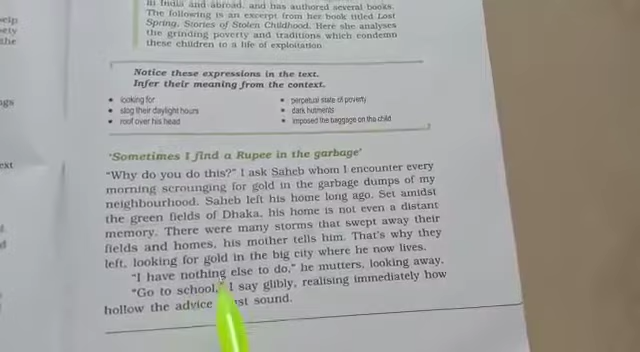 in India and abroad, and has authored several books.
The following is an excerpt from her book titled Lost
Spring, Stories of Stolen Childhood. Here she analyses
the grinding poverty and traditions which condemn
these children to a life of exploitation.
Notice these expressions in the text.
Infer their meaning from the context.
• looking for
• slog their daylight hours
• roof over his head
• perpetual state of poverty
• dark hutments
• imposed the baggage on the child
'Sometimes I find a Rupee in the garbage'
"Why do you do this?" I ask Saheb whom I encounter every
morning scrounging for gold in the garbage dumps of my
neighbourhood. Saheb left his home long ago. Set amidst
the green fields of Dhaka, his home is not even a distant
memory. There were many storms that swept away their
fields and homes, his mother tells him. That's why they
left, looking for gold in the big city where he now lives.
"I have nothing else to do," he mutters, looking away.
"Go to school," I say glibly, realising immediately how
hollow the advice sound.
the
ext